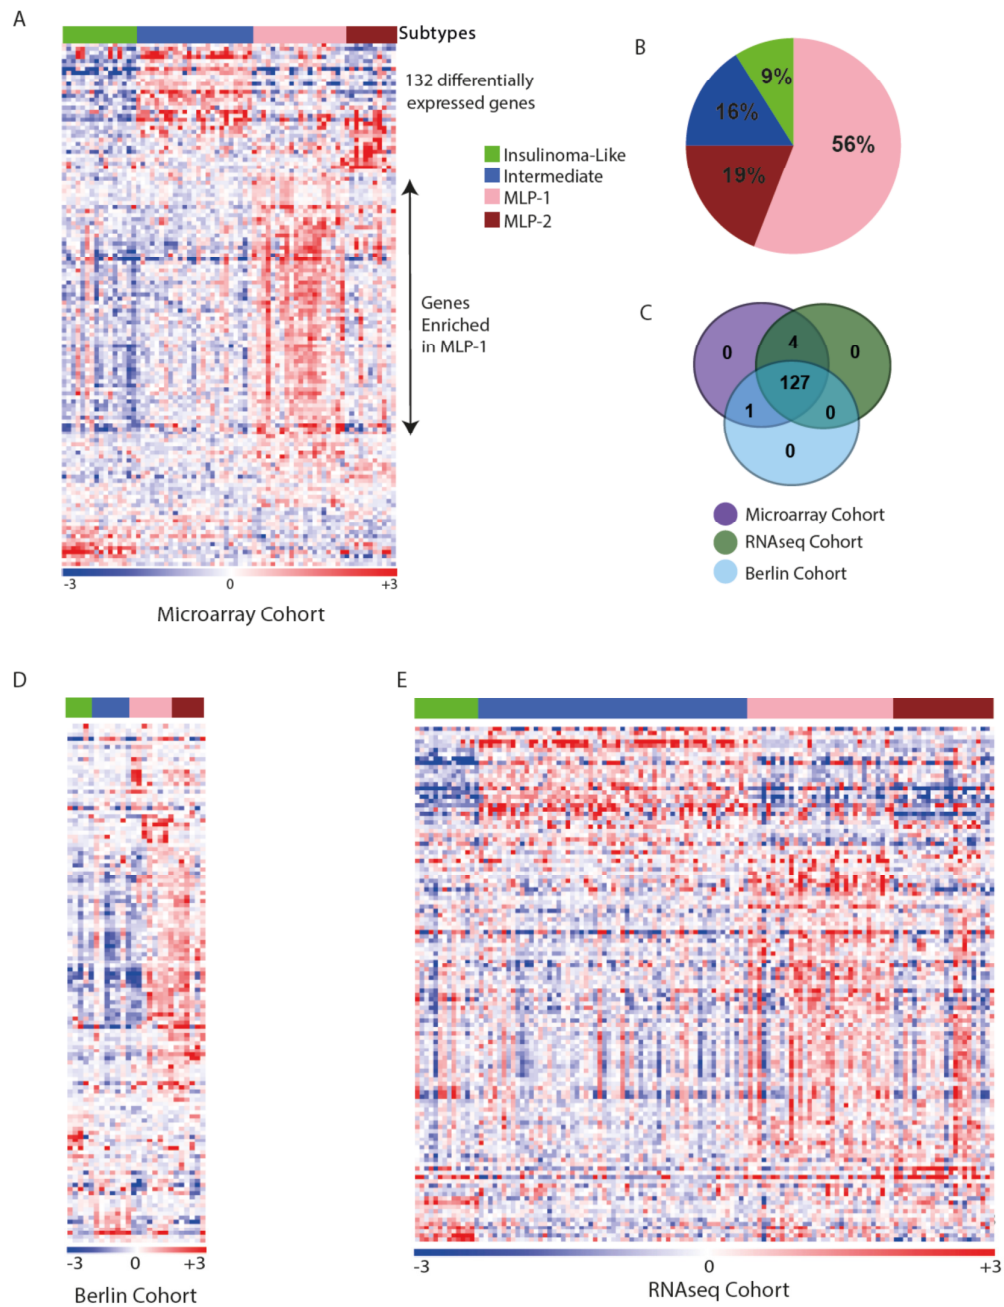 A
Subtypes
132 differentially
expressed genes
Insulinoma-Like
Intermediate
MLP-1
MLP-2
Genes
Enriched
in MLP-1
-3
0
+3
Microarray Cohort
B
9%
16%
56%
19%
C
0
4
0
127
1
0
0
Microarray Cohort
RNAseq Cohort
Berlin Cohort
D
-3
0
+3
Berlin Cohort
E
-3
0
+3
RNAseq Cohort